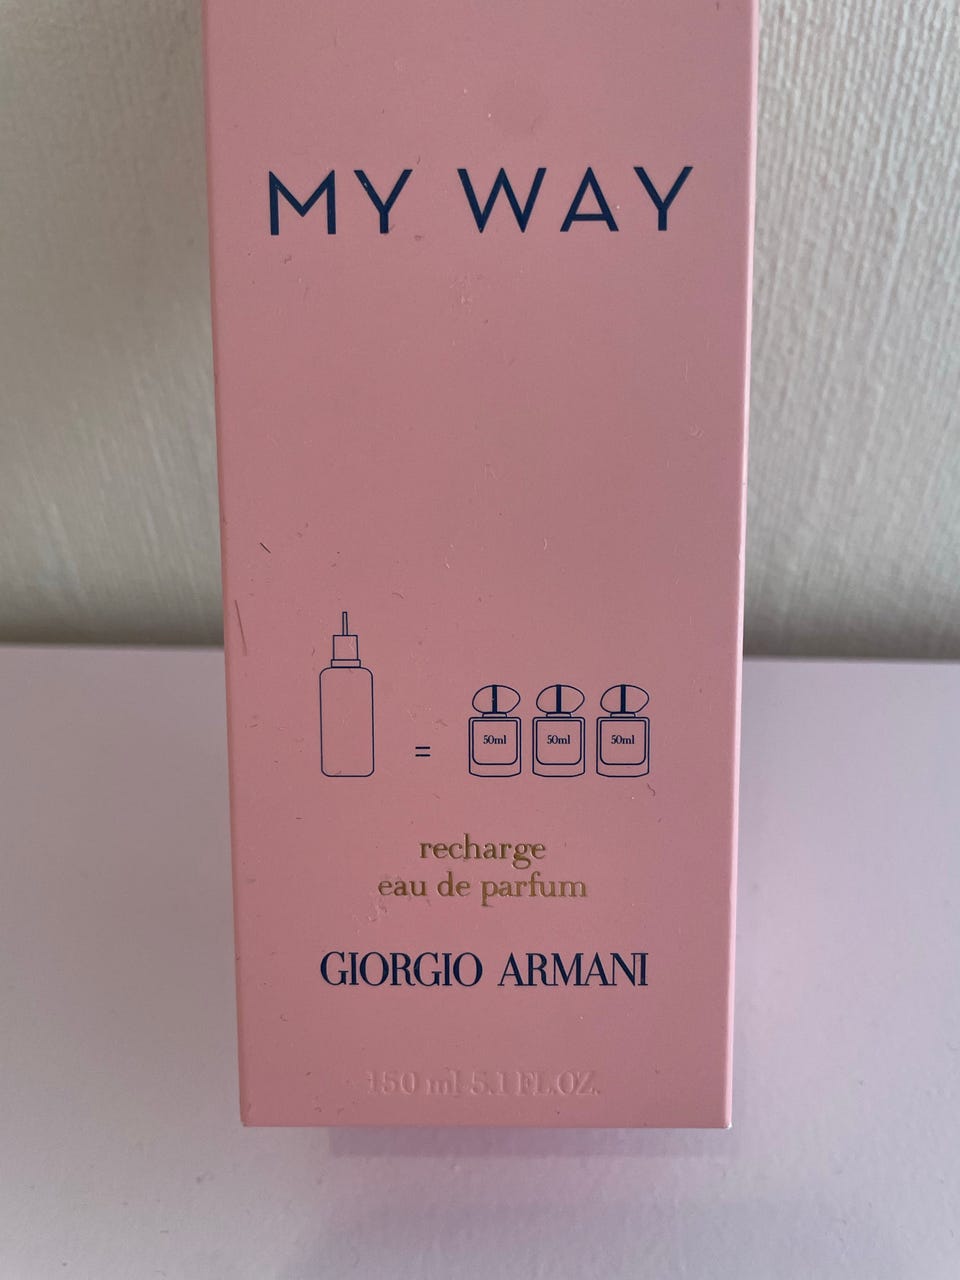 MY WAY
=
50ml 50ml 50ml
recharge
eau de parfum
GIORGIO ARMANI
150 ml 5.1 FL.OZ.